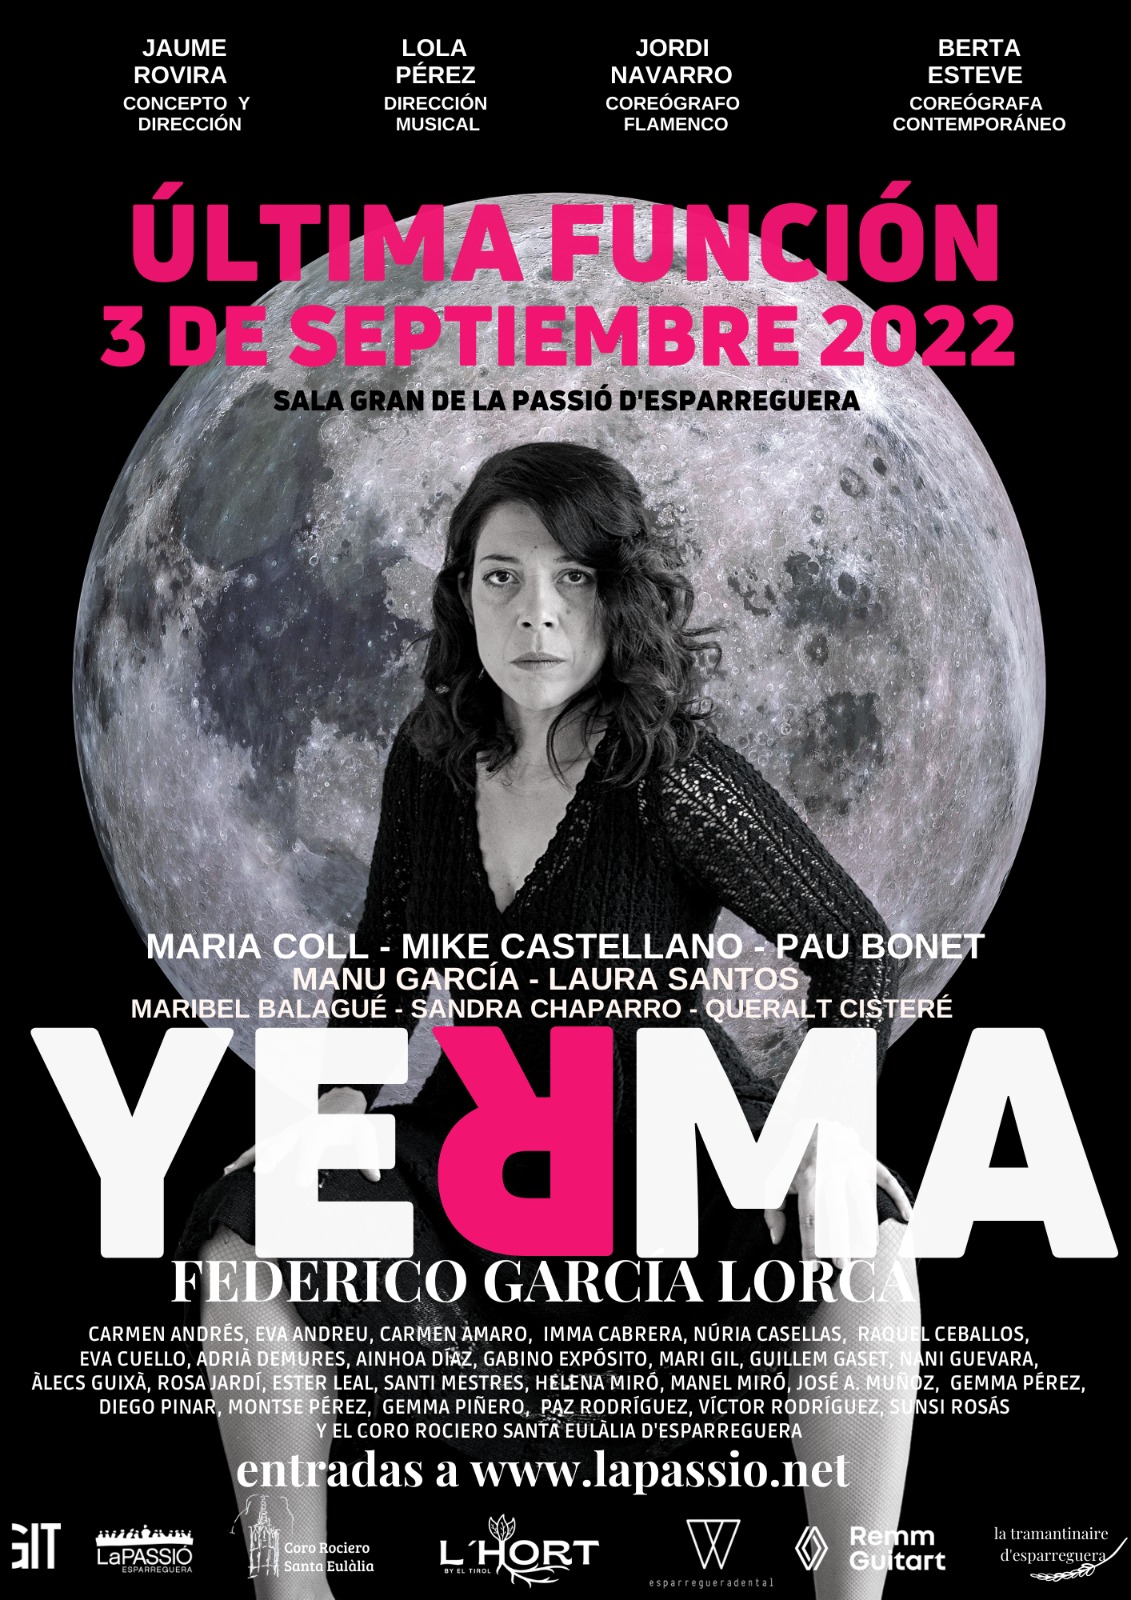 JAUME
ROVIRA
CONCEPTO Y
DIRECCIÓN
LOLA
PÉREZ
DIRECCIÓN
MUSICAL
JORDI
NAVARRO
COREÓGRAFO
FLAMENCO
BERTA
ESTEVE
COREÓGRAFA
CONTEMPORÁNEO
ÚLTIMA FUNCIÓN
3 DE SEPTIEMBRE 2022
SALA GRAN DE LA PASSIÓ D'ESPARREGUERA
MARIA COLL - MIKE CASTELLANO - PAU BONET
MANU GARCÍA - LAURA SANTOS
MARIBEL BALAGUÉ - SANDRA CHAPARRO - QUERALT CISTERÉ
YERMA
FEDERICO GARCÍA LORCA
CARMEN ANDRÉS, EVA ANDREU, CARMEN AMARO, IMMA CABRERA, NÚRIA CASELLAS, RAQUEL CEBALLOS,
EVA CUELLO, ADRIÀ DEMURES, AINHOA DÍAZ, GABINO EXPÓSITO, MARI GIL, GUILLEM GASET, NANI GUEVARA,
ÀLECS GUIXÀ, ROSA JARDÍ, ESTER LEAL, SANTI MESTRES, HELENA MIRÓ, MANEL MIRÓ, JOSÉ A. MUÑOZ, GEMMA PÉREZ,
DIEGO PINAR, MONTSE PÉREZ, GEMMA PIÑERO, PAZ RODRÍGUEZ, VÍCTOR RODRÍGUEZ, SUNSI ROSÁS
Y EL CORO ROCIERO SANTA EULÀLIA D'ESPARREGUERA
entradas a www.lapassio.net
GIT
LaPASSIÓ
ESPARREGUERA
Coro Rociero
Santa Eulàlia
L'HORT
BY EL TIROL
esparregueradental
Remm
Guitart
la tramantinaire
d'esparreguera